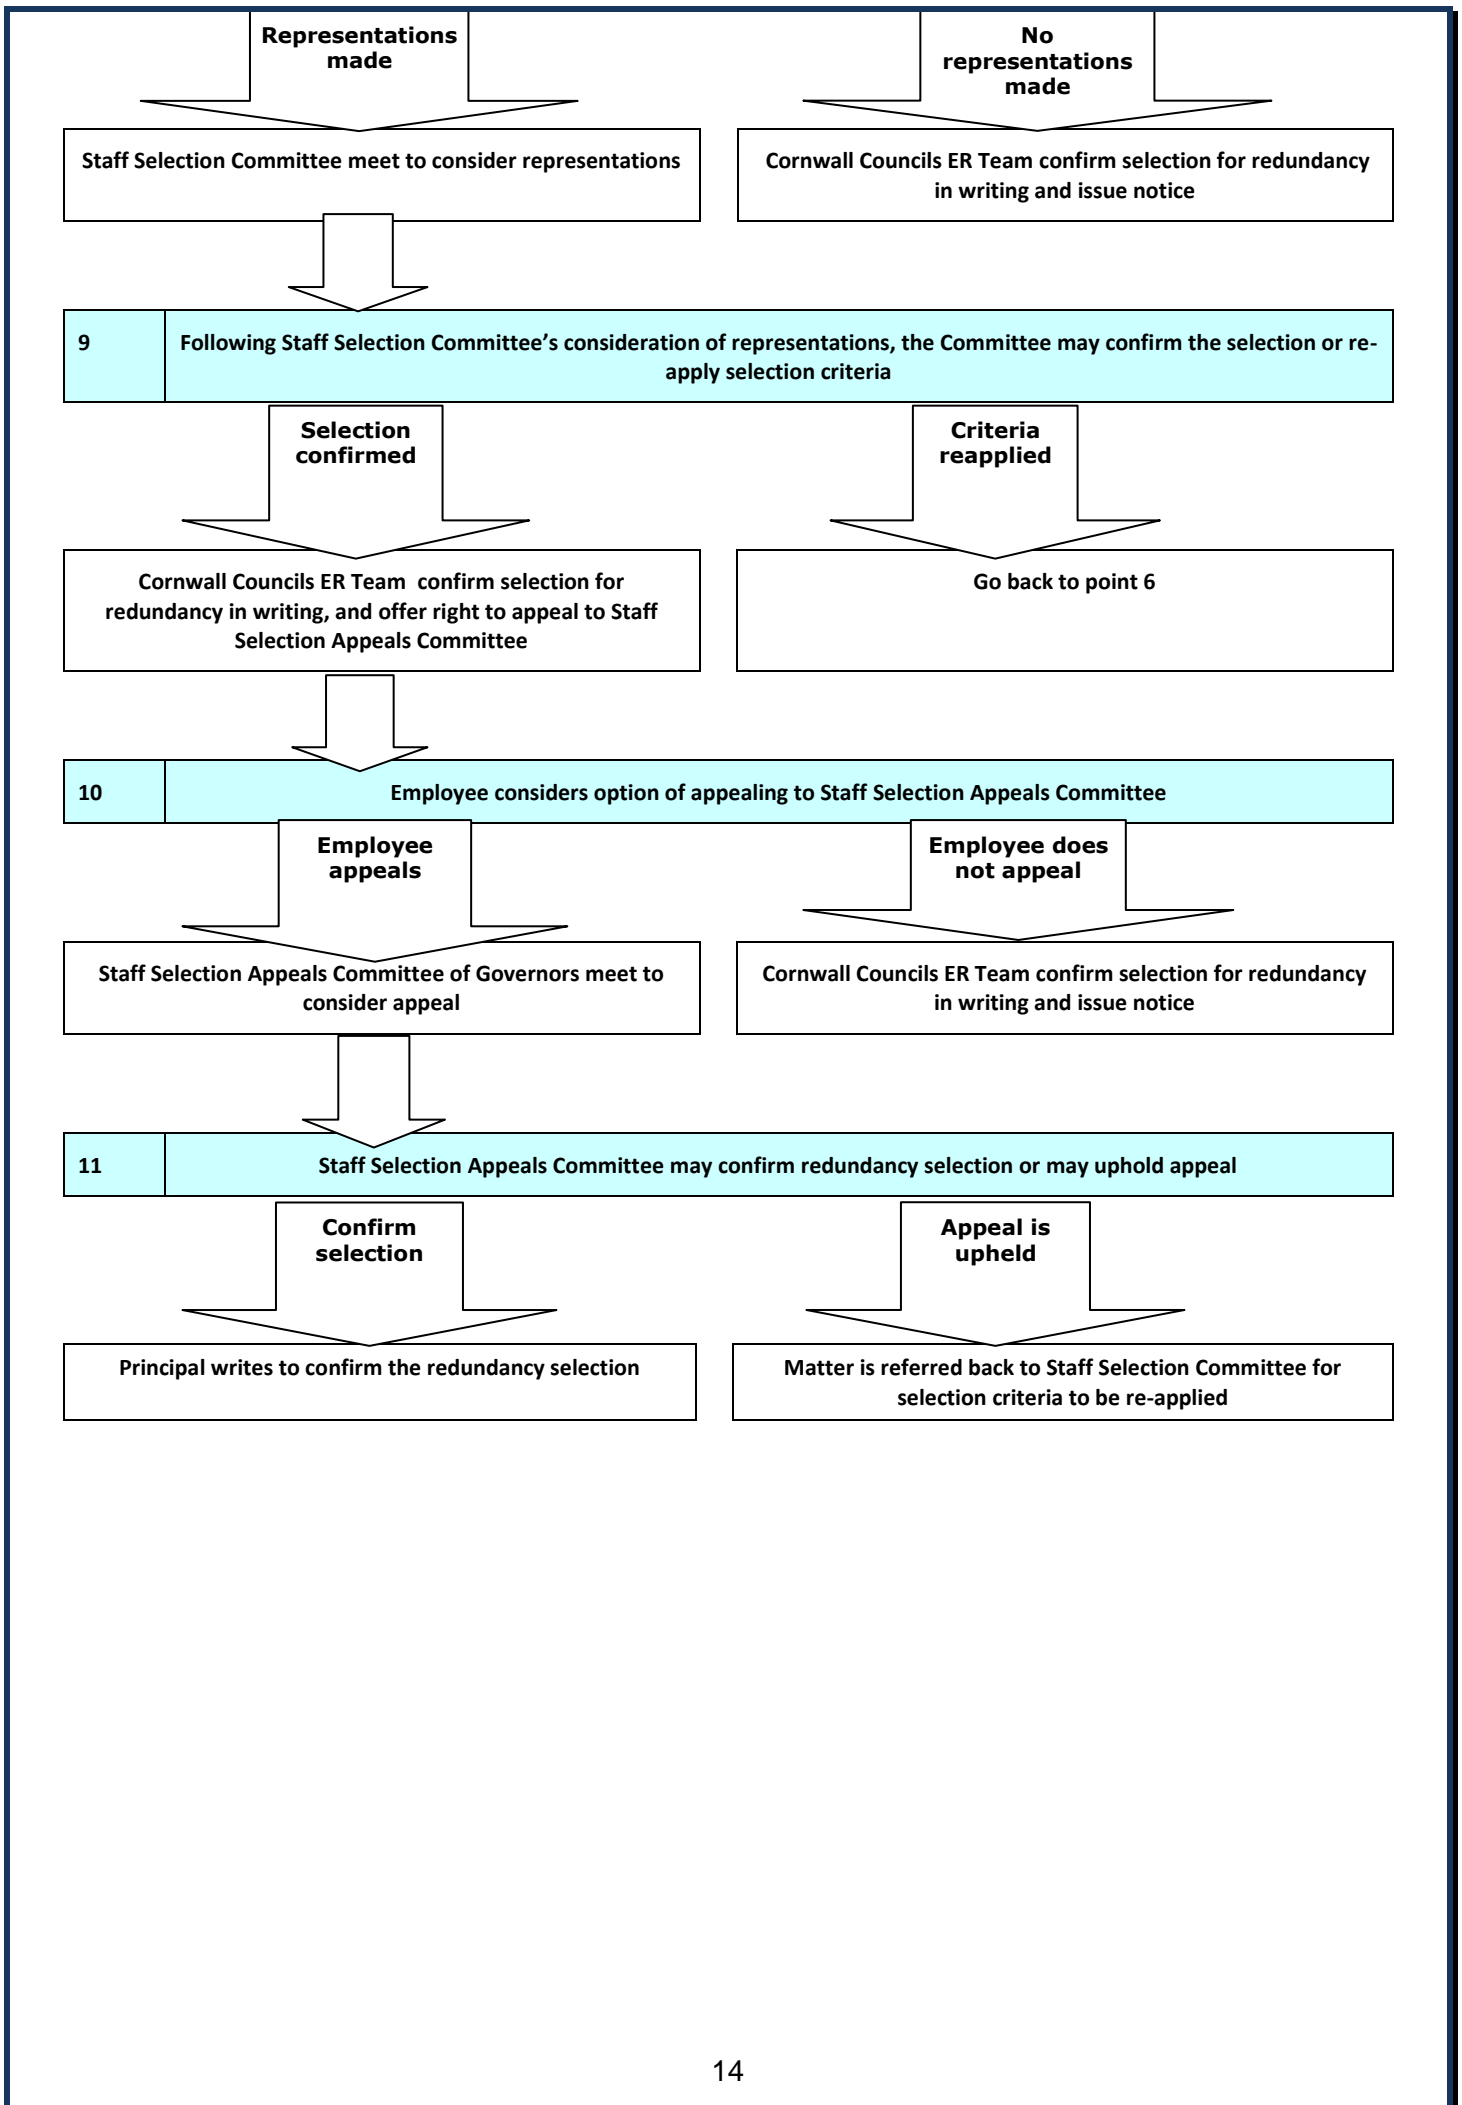 Representations
made
No
representations
made
Staff Selection Committee meet to consider representations
Cornwall Councils ER Team confirm selection for redundancy
in writing and issue notice
9
Following Staff Selection Committee’s consideration of representations, the Committee may confirm the selection or re-
apply selection criteria
Selection
confirmed
Criteria
reapplied
Cornwall Councils ER Team  confirm selection for
redundancy in writing, and offer right to appeal to Staff
Selection Appeals Committee
Go back to point 6
10
Employee considers option of appealing to Staff Selection Appeals Committee
Employee
appeals
Employee does
not appeal
Staff Selection Appeals Committee of Governors meet to
consider appeal
Cornwall Councils ER Team confirm selection for redundancy
in writing and issue notice
11
Staff Selection Appeals Committee may confirm redundancy selection or may uphold appeal
Confirm
selection
Appeal is
upheld
Principal writes to confirm the redundancy selection
Matter is referred back to Staff Selection Committee for
selection criteria to be re-applied
14